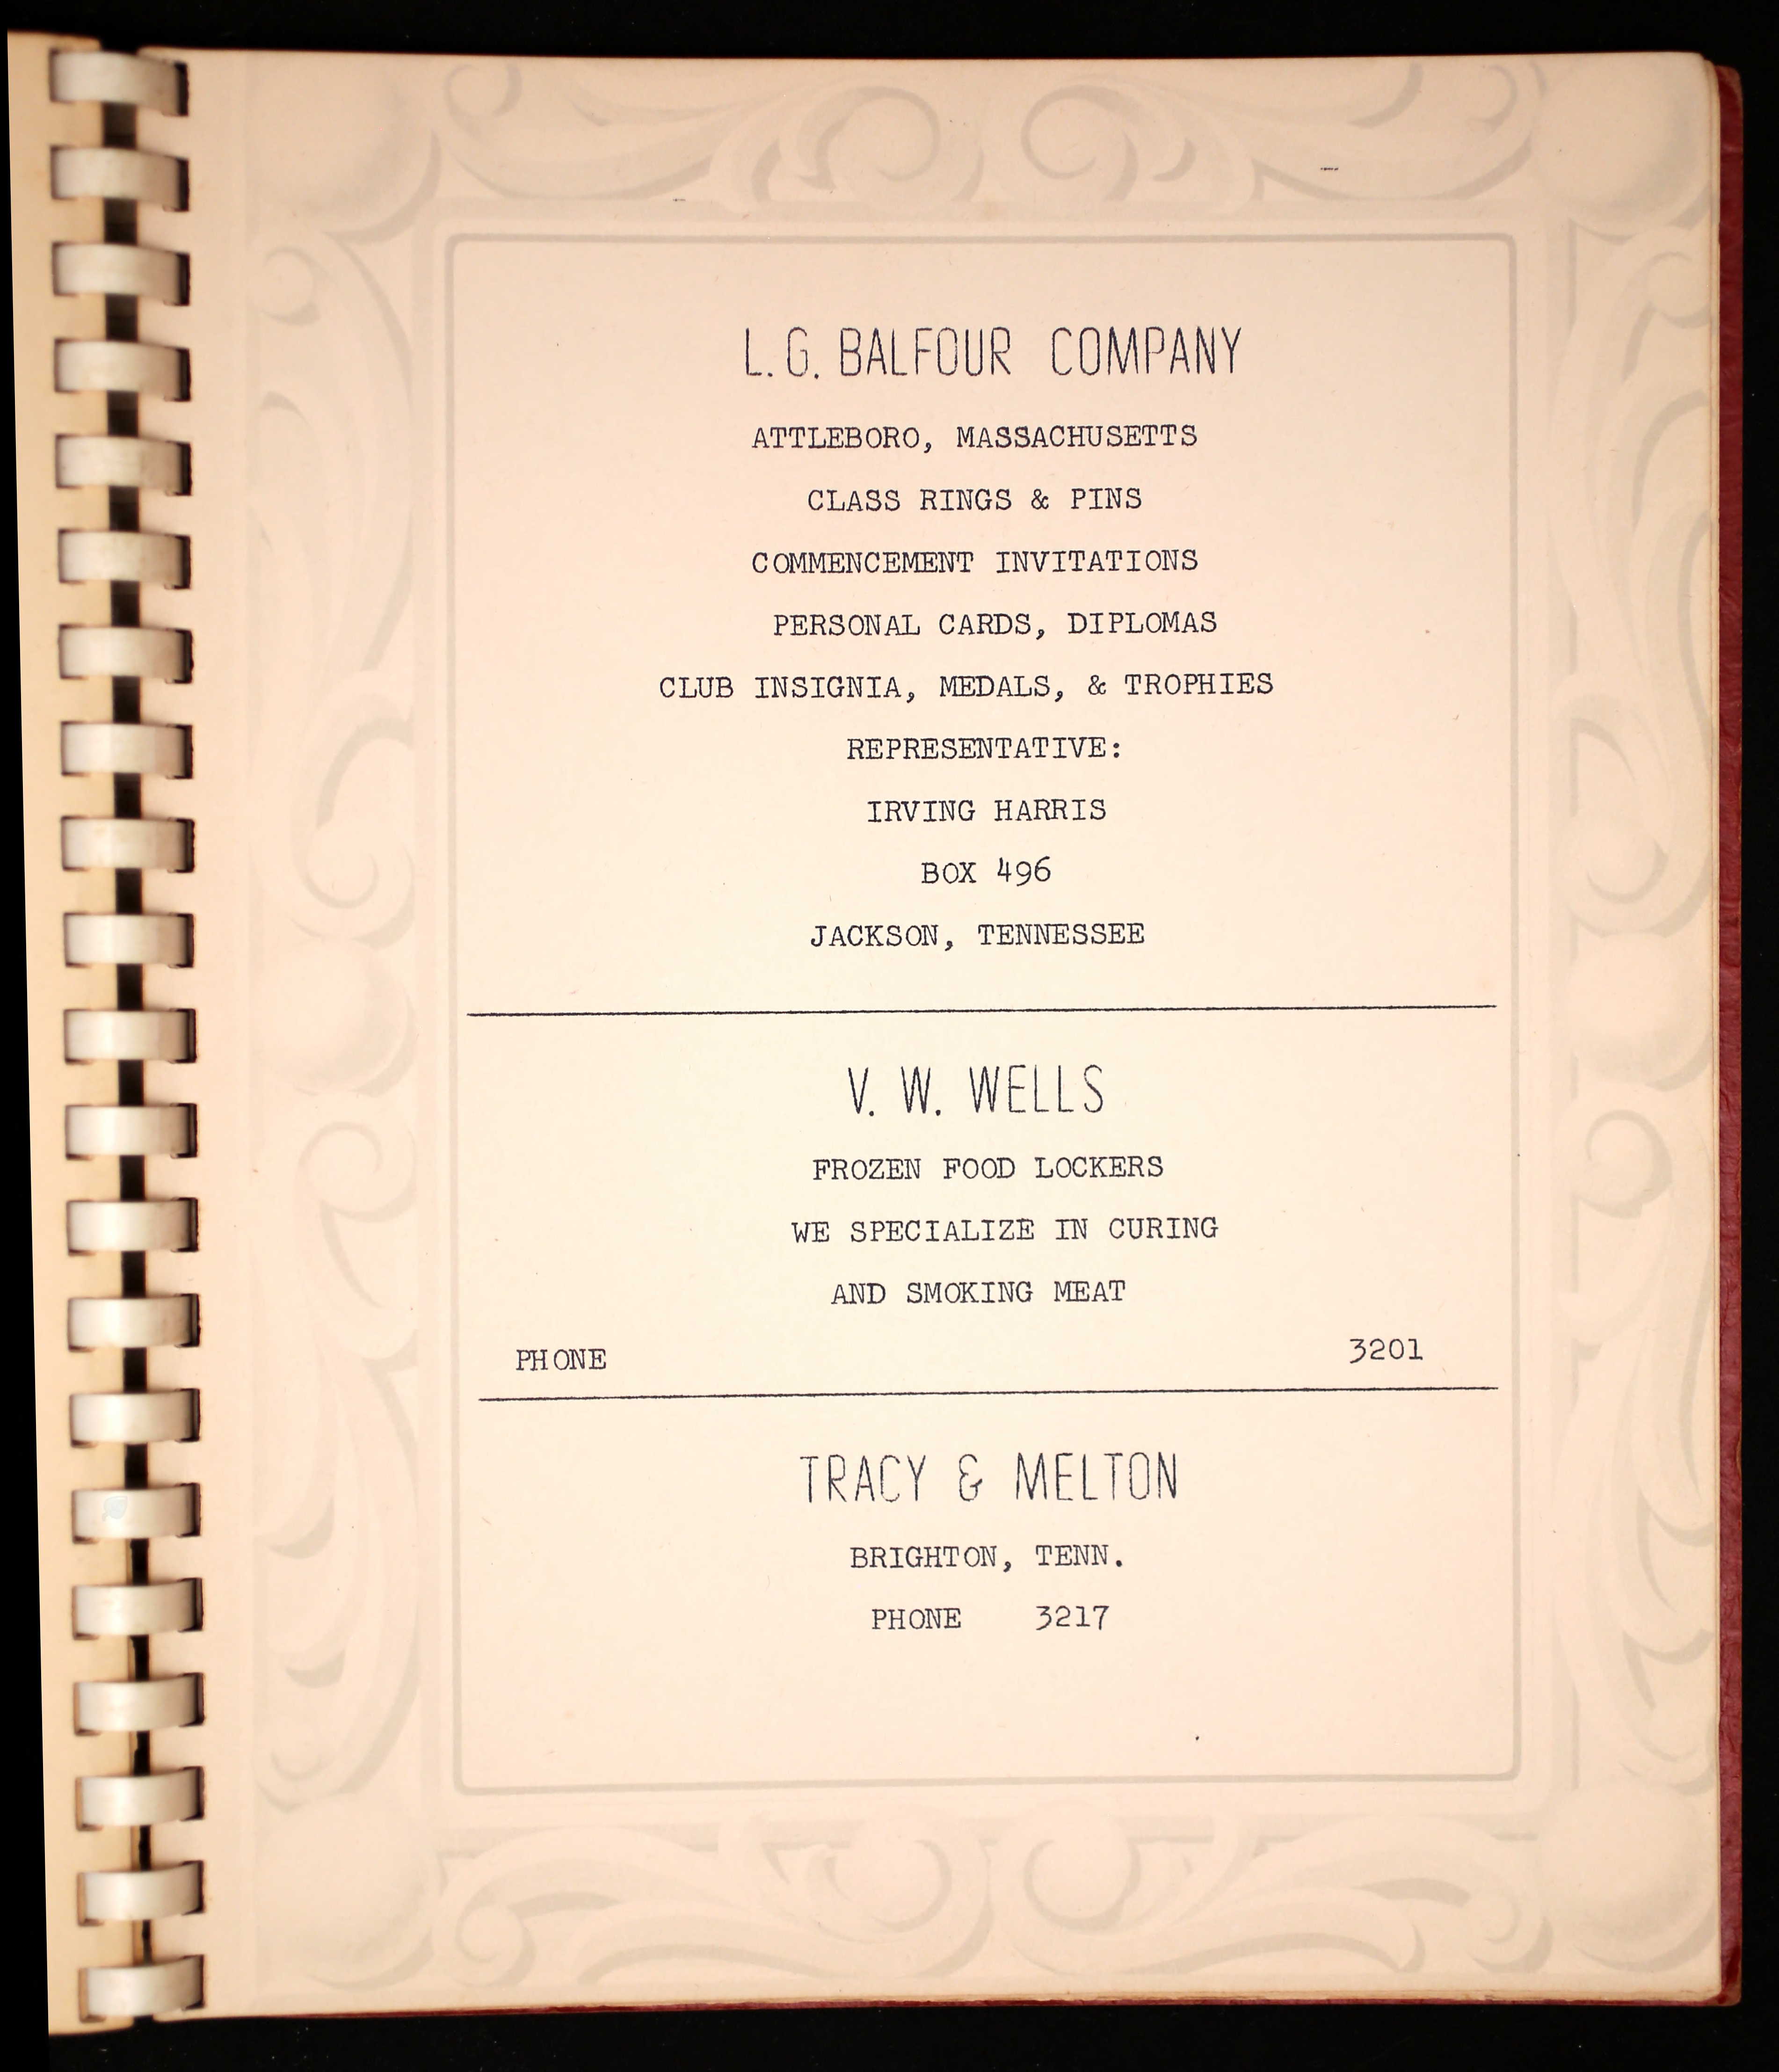 L.G. BALFOUR COMPANY
ATTLEBORO, MASSACHUSETTS
CLASS RINGS & PINS
COMMENCEMENT INVITATIONS
PERSONAL CARDS, DIPLOMAS
CLUB INSIGNIA, MEDALS, & TROPHIES
REPRESENTATIVE:
IRVING HARRIS
BOX 496
JACKSON, TENNESSEE
V. W. WELLS
FROZEN FOOD LOCKERS
WE SPECIALIZE IN CURING
AND SMOKING MEAT
PHONE 3201
TRACY & MELTON
BRIGHTON, TENN.
PHONE 3217